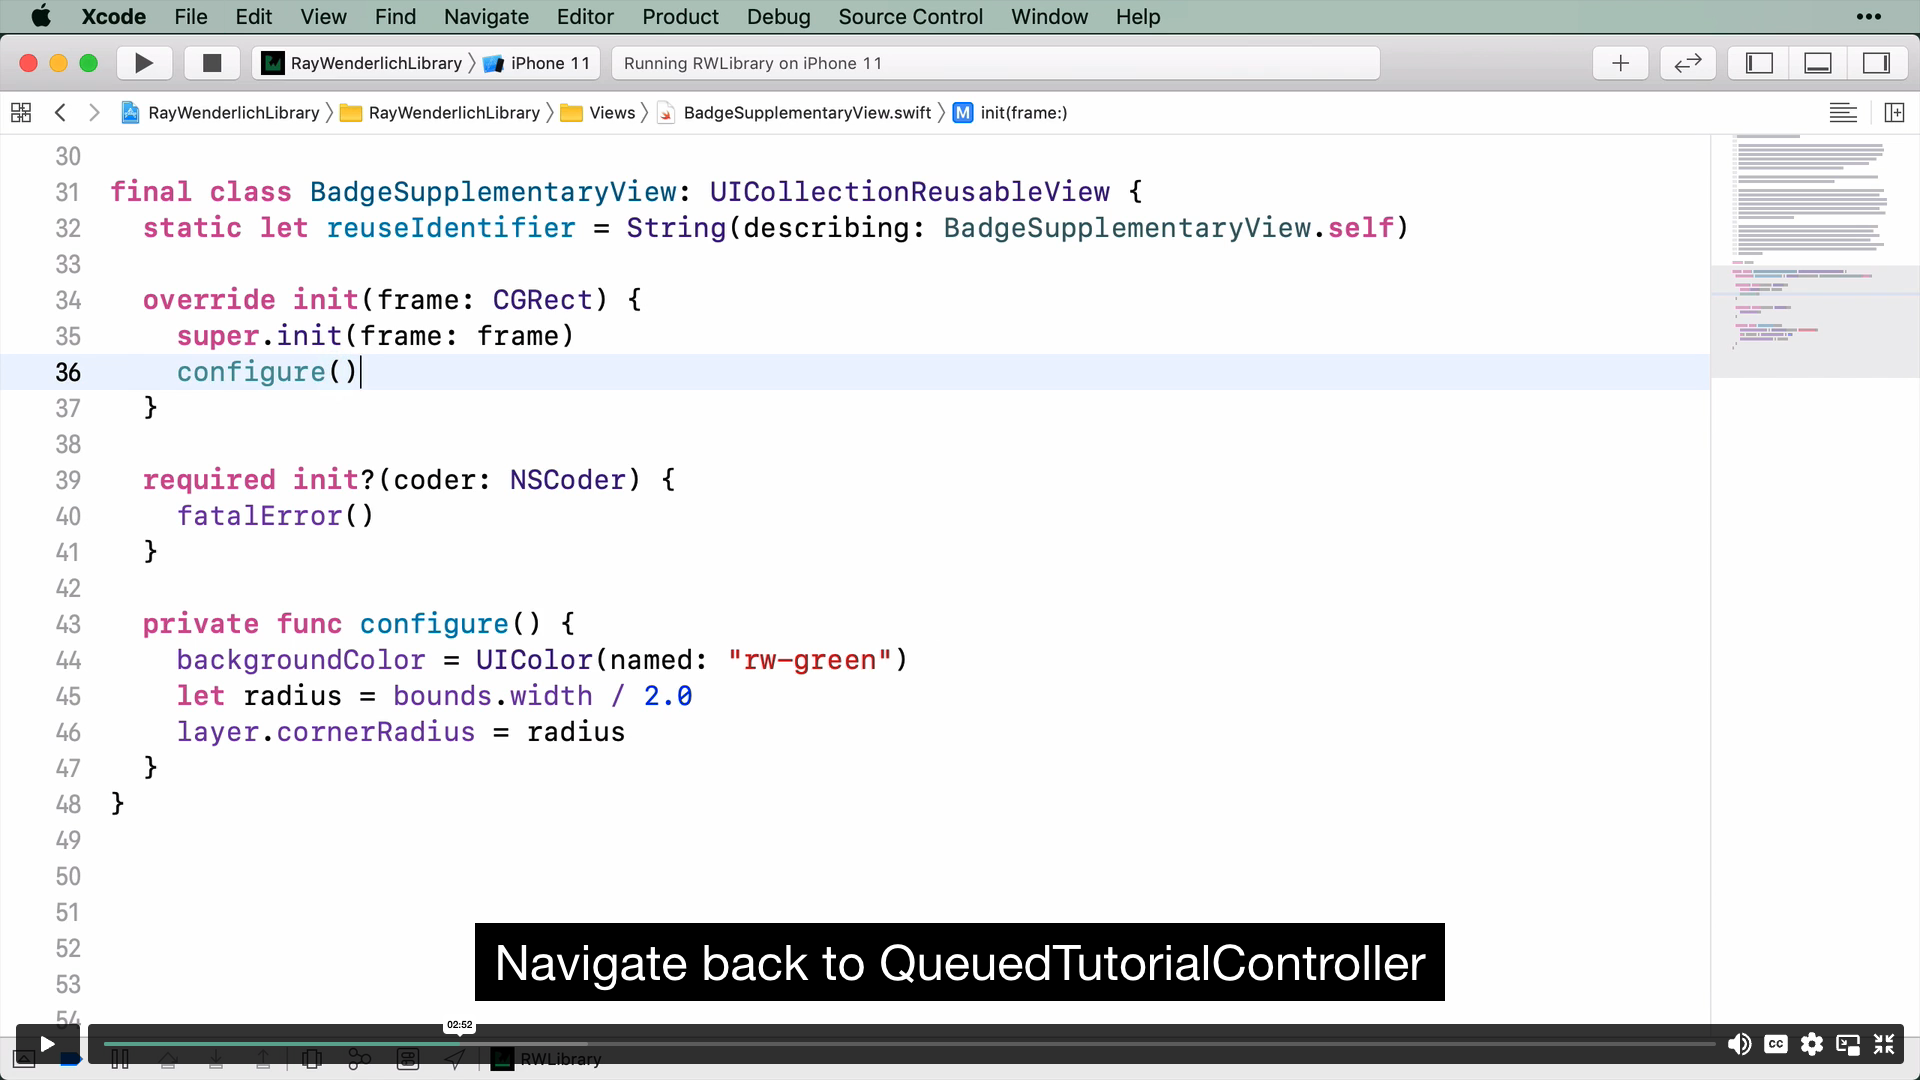 Xcode File Edit View Find Navigate Editor Product Debug Source Control Window Help
RayWenderlichLibrary iPhone 11 Running RWLibrary on iPhone 11
RayWenderlichLibrary RayWenderlichLibrary Views BadgeSupplementaryView.swift M init(frame:)
30
31 final class BadgeSupplementaryView: UICollectionReusableView {
32 static let reuseIdentifier = String(describing: BadgeSupplementaryView.self)
33
34 override init(frame: CGRect) {
35 super.init(frame: frame)
36 configure()
37 }
38
39 required init?(coder: NSCoder) {
40 fatalError()
41 }
42
43 private func configure() {
44 backgroundColor = UIColor(named: "rw-green")
45 let radius = bounds.width / 2.0
46 layer.cornerRadius = radius
47 }
48 }
49
50
51
52
53
54
Navigate back to QueuedTutorialController
02:52
CC
RWLibrary